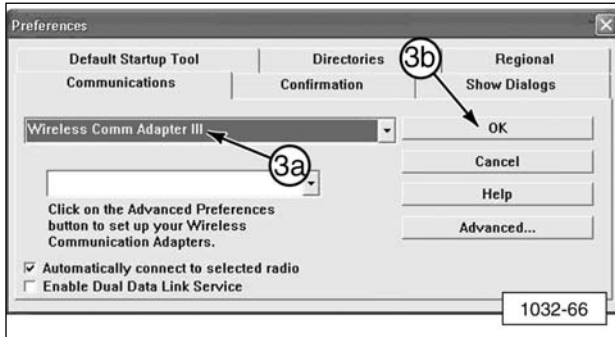 Preferences
Default Startup Tool
Directories
3b
Regional
Communications
Confirmation
Show Dialogs
Wireless Comm Adapter III
OK
3a
Cancel
Help
Click on the Advanced Preferences
button to set up your Wireless
Communication Adapters.
Advanced...
Automatically connect to selected radio
Enable Dual Data Link Service
1032-66